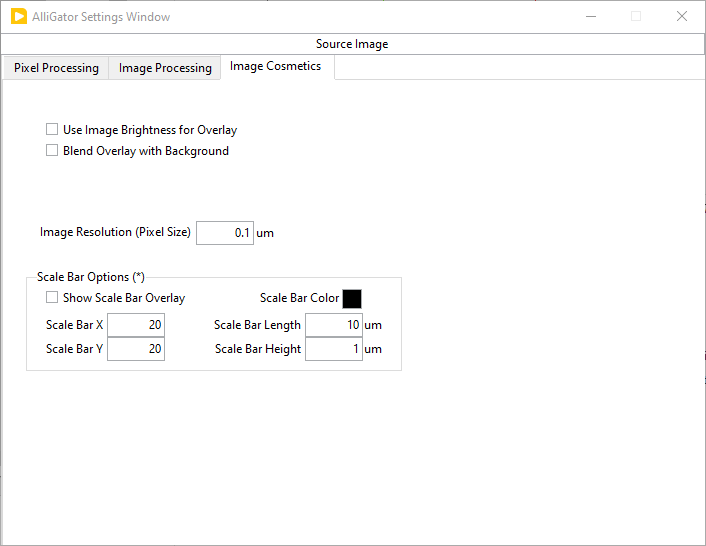 AlliGator Settings Window
Source Image
Pixel Processing Image Processing Image Cosmetics
Use Image Brightness for Overlay
Blend Overlay with Background
Image Resolution (Pixel Size) 0.1 um
Scale Bar Options (*)
Show Scale Bar Overlay Scale Bar Color
Scale Bar X 20 Scale Bar Length 10 um
Scale Bar Y 20 Scale Bar Height 1 um